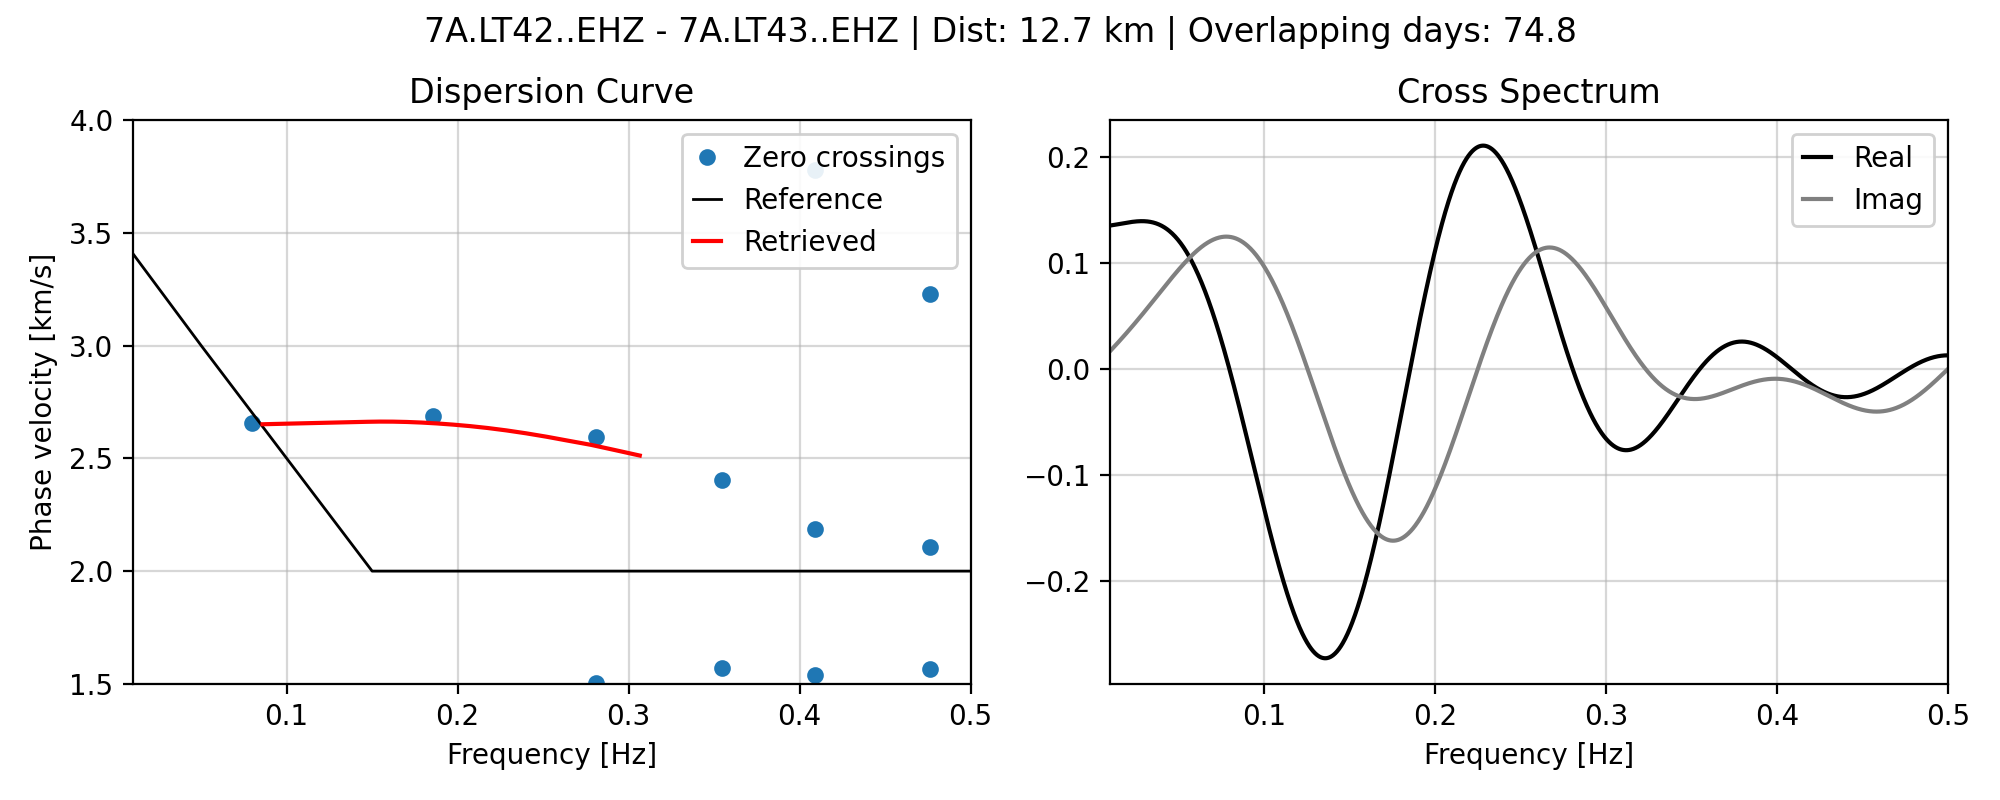 7A.LT42..EHZ - 7A.LT43..EHZ | Dist: 12.7 km | Overlapping days: 74.8
Dispersion Curve
4.0
3.5
3.0
2.5
2.0
1.5
Phase velocity [km/s]
0.1 0.2 0.3 0.4 0.5
Frequency [Hz]
Zero crossings
Reference
Retrieved
Cross Spectrum
0.2
0.1
0.0
−0.1
−0.2
0.1 0.2 0.3 0.4 0.5
Frequency [Hz]
Real
Imag